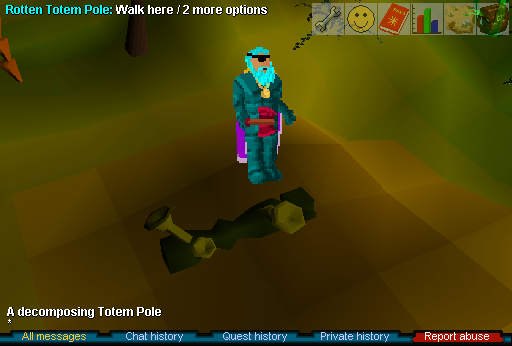 Rotten Totem Pole: Walk here / 2 more options
A decomposing Totem Pole
*
All messages Chat history Quest history Private history Report abuse